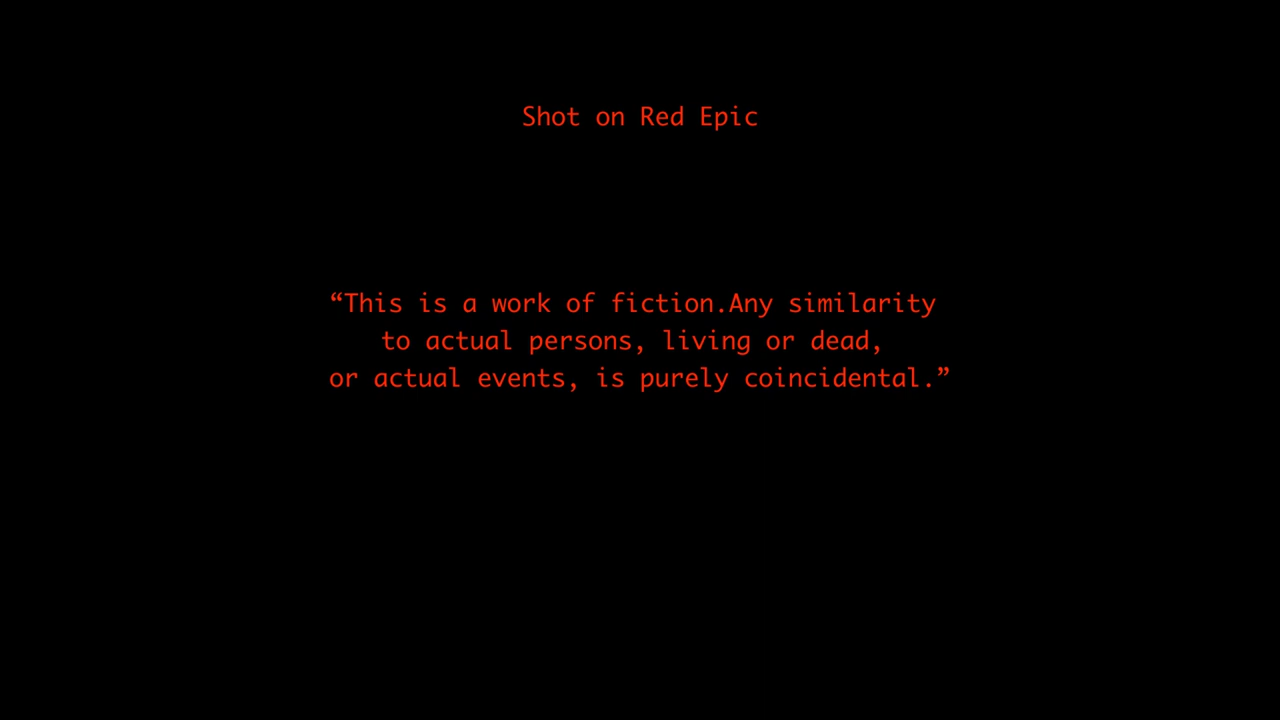 Shot on Red Epic
“This is a work of fiction.Any similarity
to actual persons, living or dead,
or actual events, is purely coincidental.”